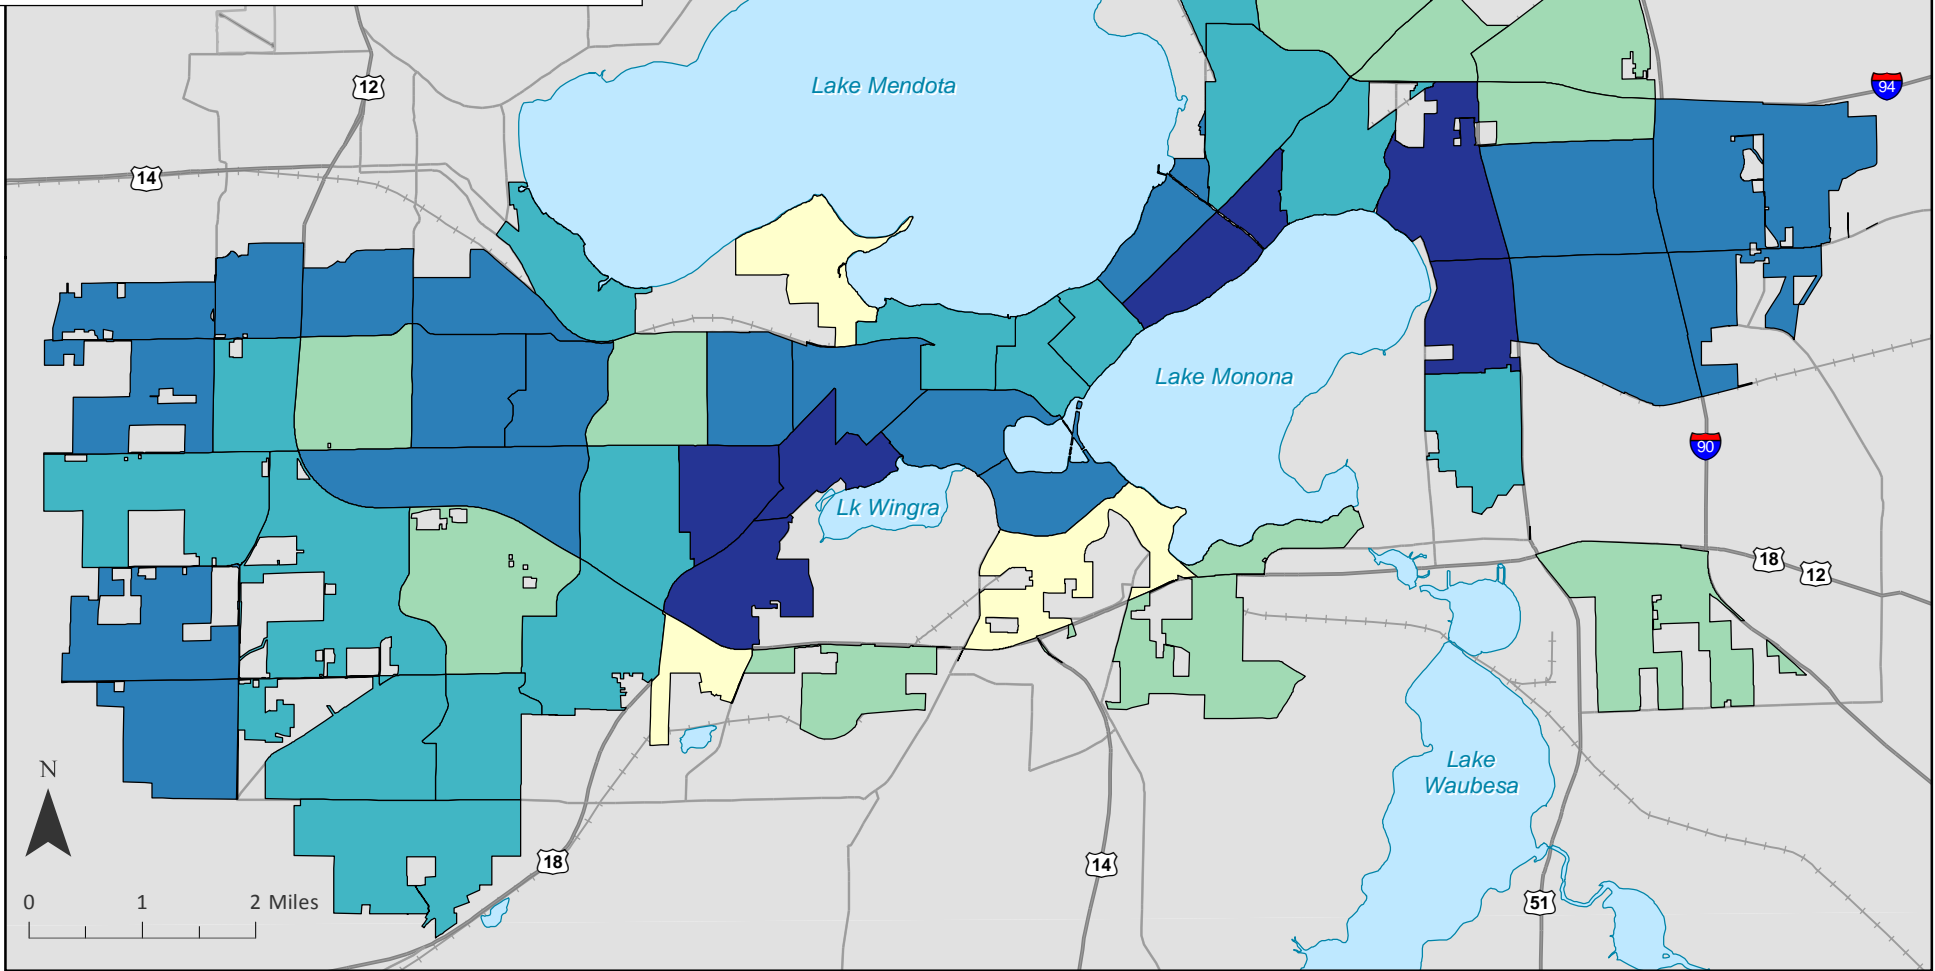 Lake Mendota
12
94
14
Lake Monona
90
Lk Wingra
18
12
Lake
Waubesa
N
18
14
51
0 1 2 Miles